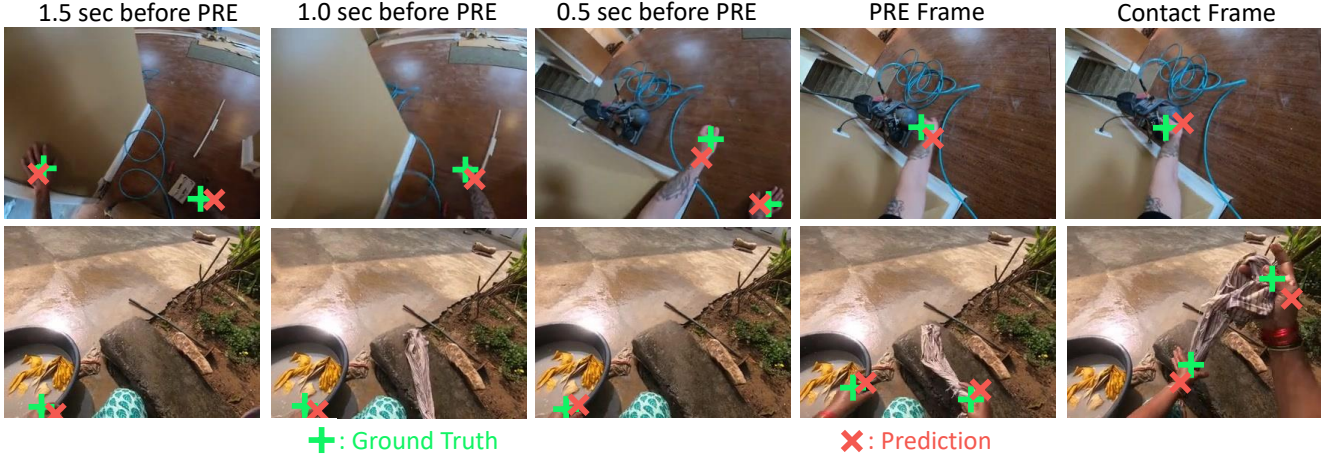 1.5 sec before PRE
1.0 sec before PRE
0.5 sec before PRE
PRE Frame
Contact Frame
: Ground Truth
: Prediction